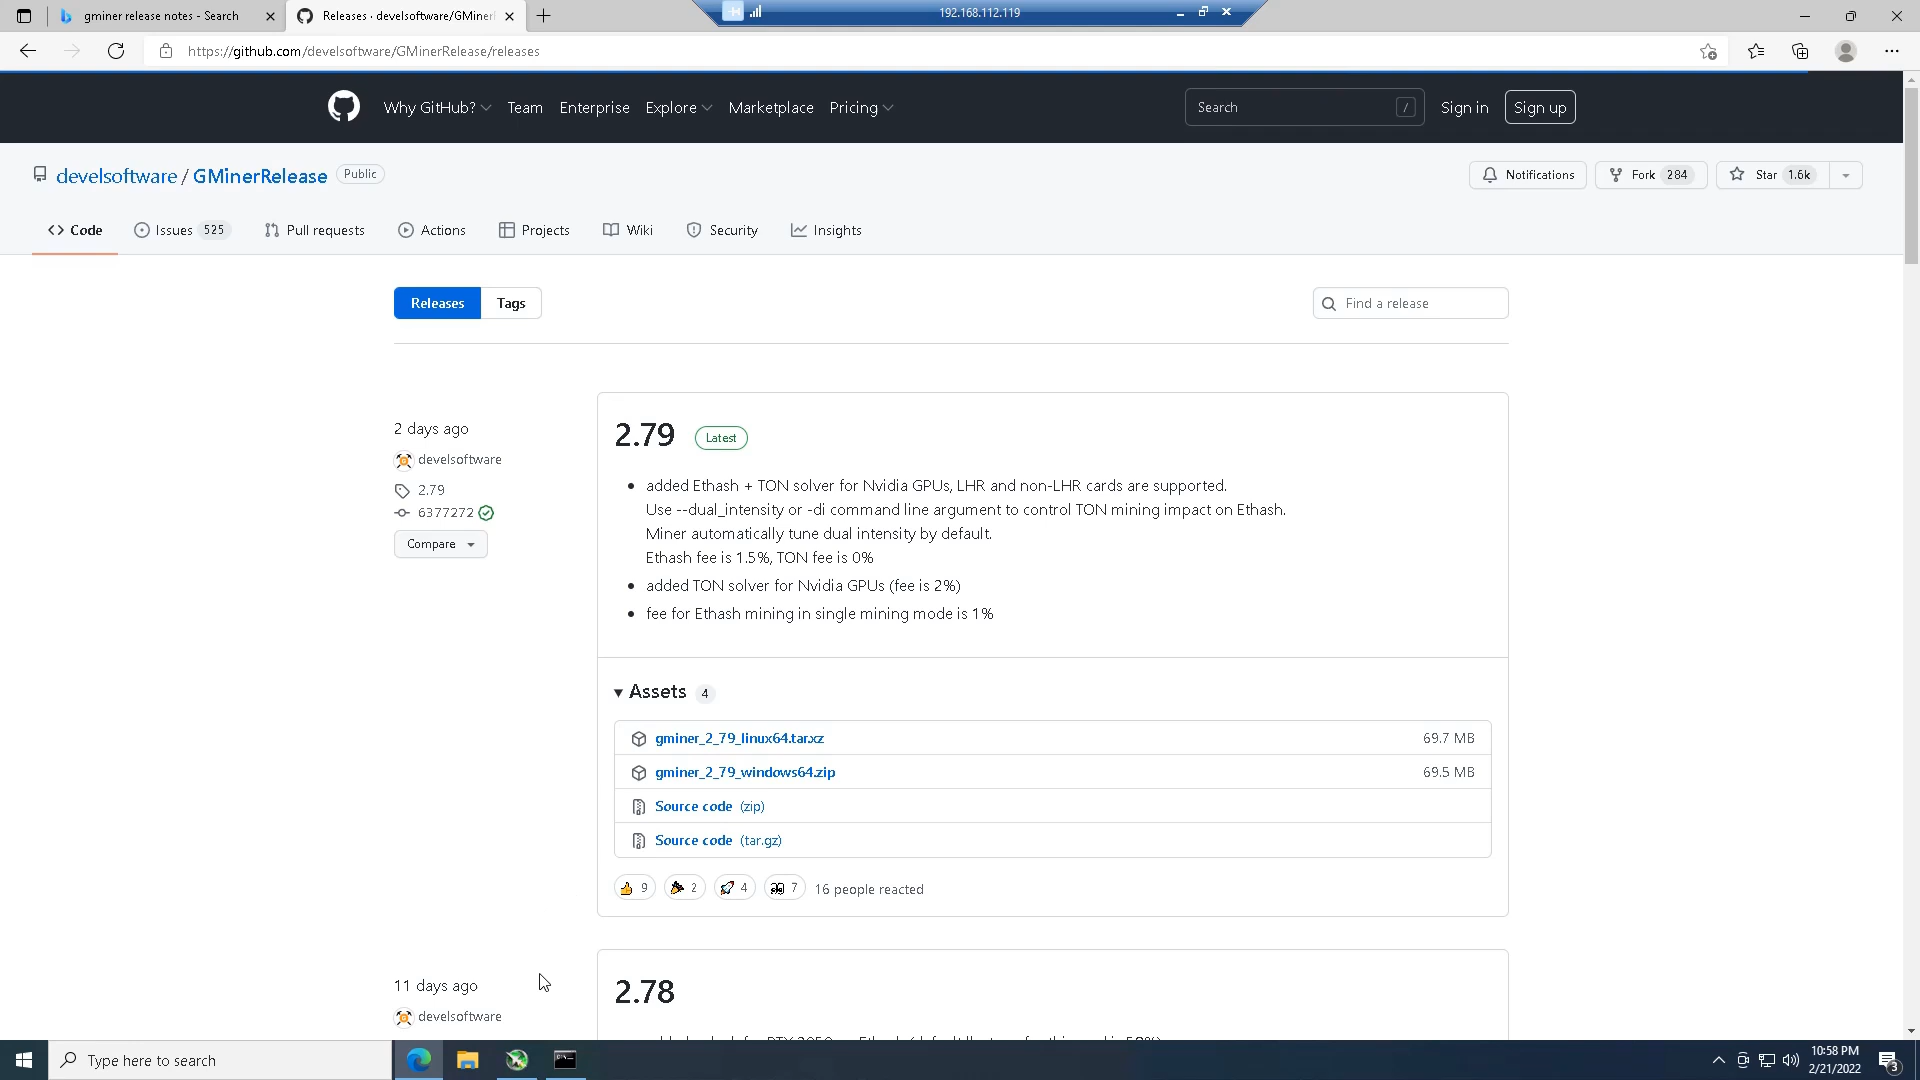 gminer release notes - Search
Releases · develsoftware/GMinerl
192.168.112.119
https://github.com/develsoftware/GMinerRelease/releases
Why GitHub? Team Enterprise Explore Marketplace Pricing Search / Sign in Sign up
develsoftware / GMinerRelease Public
Notifications Fork 284 Star 1.6k
Code Issues 525 Pull requests Actions Projects Wiki Security Insights
Releases Tags Find a release
2 days ago
develsoftware
2.79
6377272
Compare
2.79 Latest
added Ethash + TON solver for Nvidia GPUs, LHR and non-LHR cards are supported.
Use --dual_intensity or -di command line argument to control TON mining impact on Ethash.
Miner automatically tune dual intensity by default.
Ethash fee is 1.5%, TON fee is 0%
added TON solver for Nvidia GPUs (fee is 2%)
fee for Ethash mining in single mining mode is 1%
Assets 4
gminer_2_79_linux64.tar.xz 69.7 MB
gminer_2_79_windows64.zip 69.5 MB
Source code (zip)
Source code (tar.gz)
9 2 4 7 16 people reacted
11 days ago
develsoftware
2.78
Type here to search
10:58 PM
2/21/2022
3